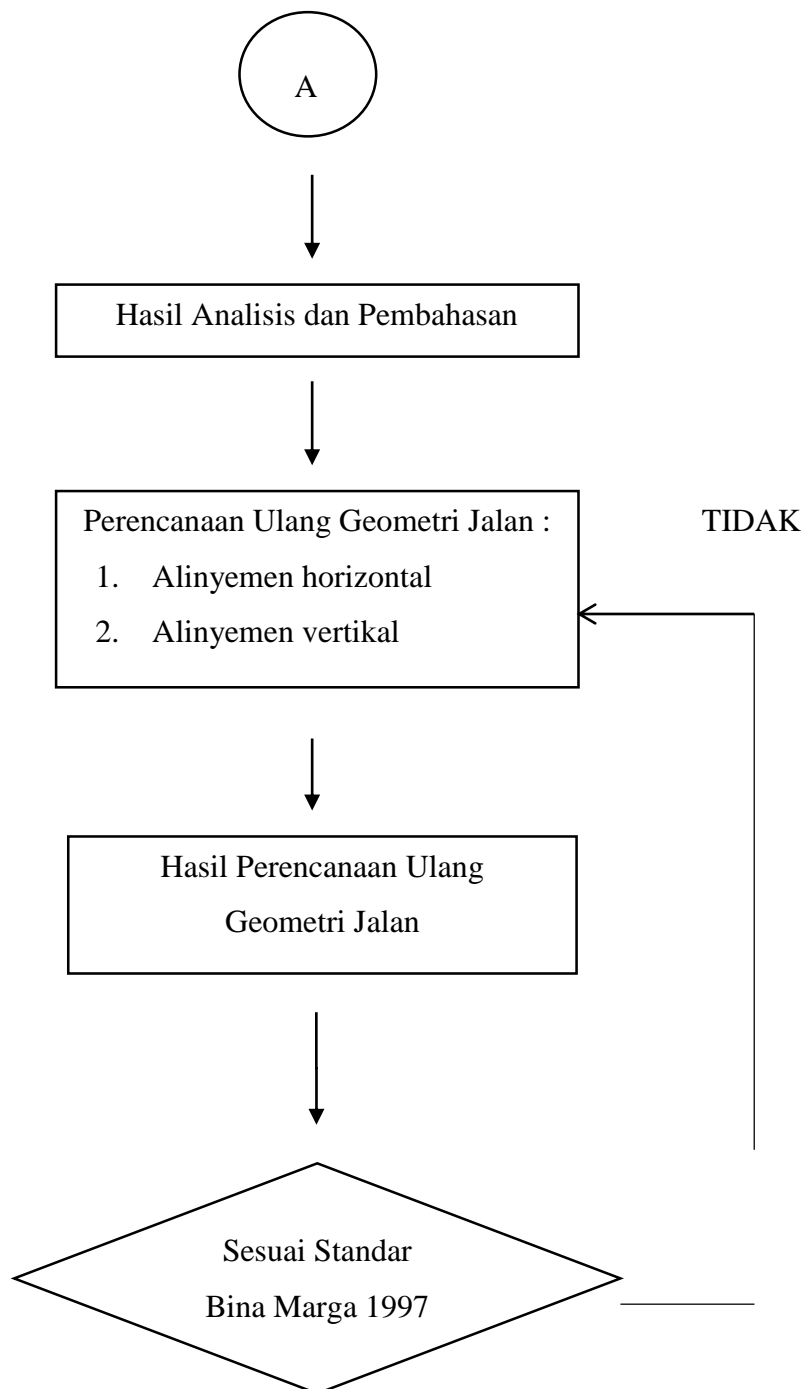 A
Hasil Analisis dan Pembahasan
Perencanaan Ulang Geometri Jalan :
TIDAK
1. Alinyemen horizontal
2. Alinyemen vertikal
Hasil Perencanaan Ulang
Geometri Jalan
Sesuai Standar
Bina Marga 1997